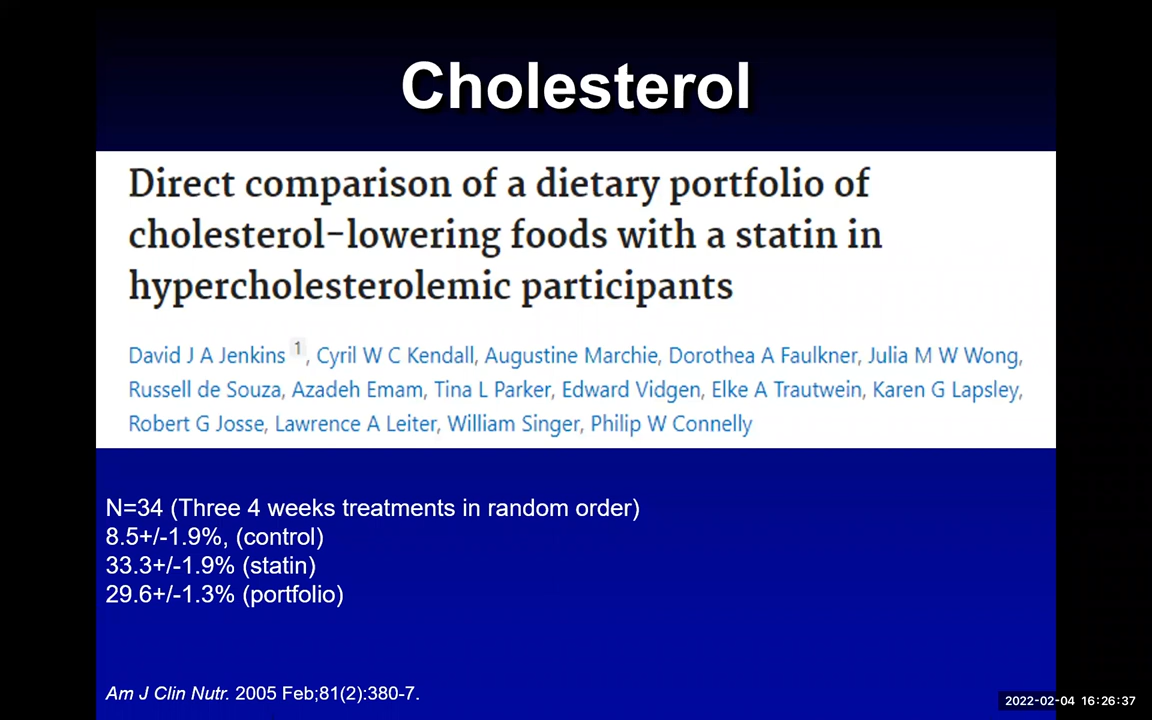 Cholesterol
Direct comparison of a dietary portfolio of
cholesterol-lowering foods with a statin in
hypercholesterolemic participants
David J A Jenkins 1, Cyril W C Kendall, Augustine Marchie, Dorothea A Faulkner, Julia M W Wong,
Russell de Souza, Azadeh Emam, Tina L Parker, Edward Vidgen, Elke A Trautwein, Karen G Lapsley,
Robert G Josse, Lawrence A Leiter, William Singer, Philip W Connelly
N=34 (Three 4 weeks treatments in random order)
8.5+/-1.9%, (control)
33.3+/-1.9% (statin)
29.6+/-1.3% (portfolio)
Am J Clin Nutr. 2005 Feb;81(2):380-7.
2022-02-04 16:26:37